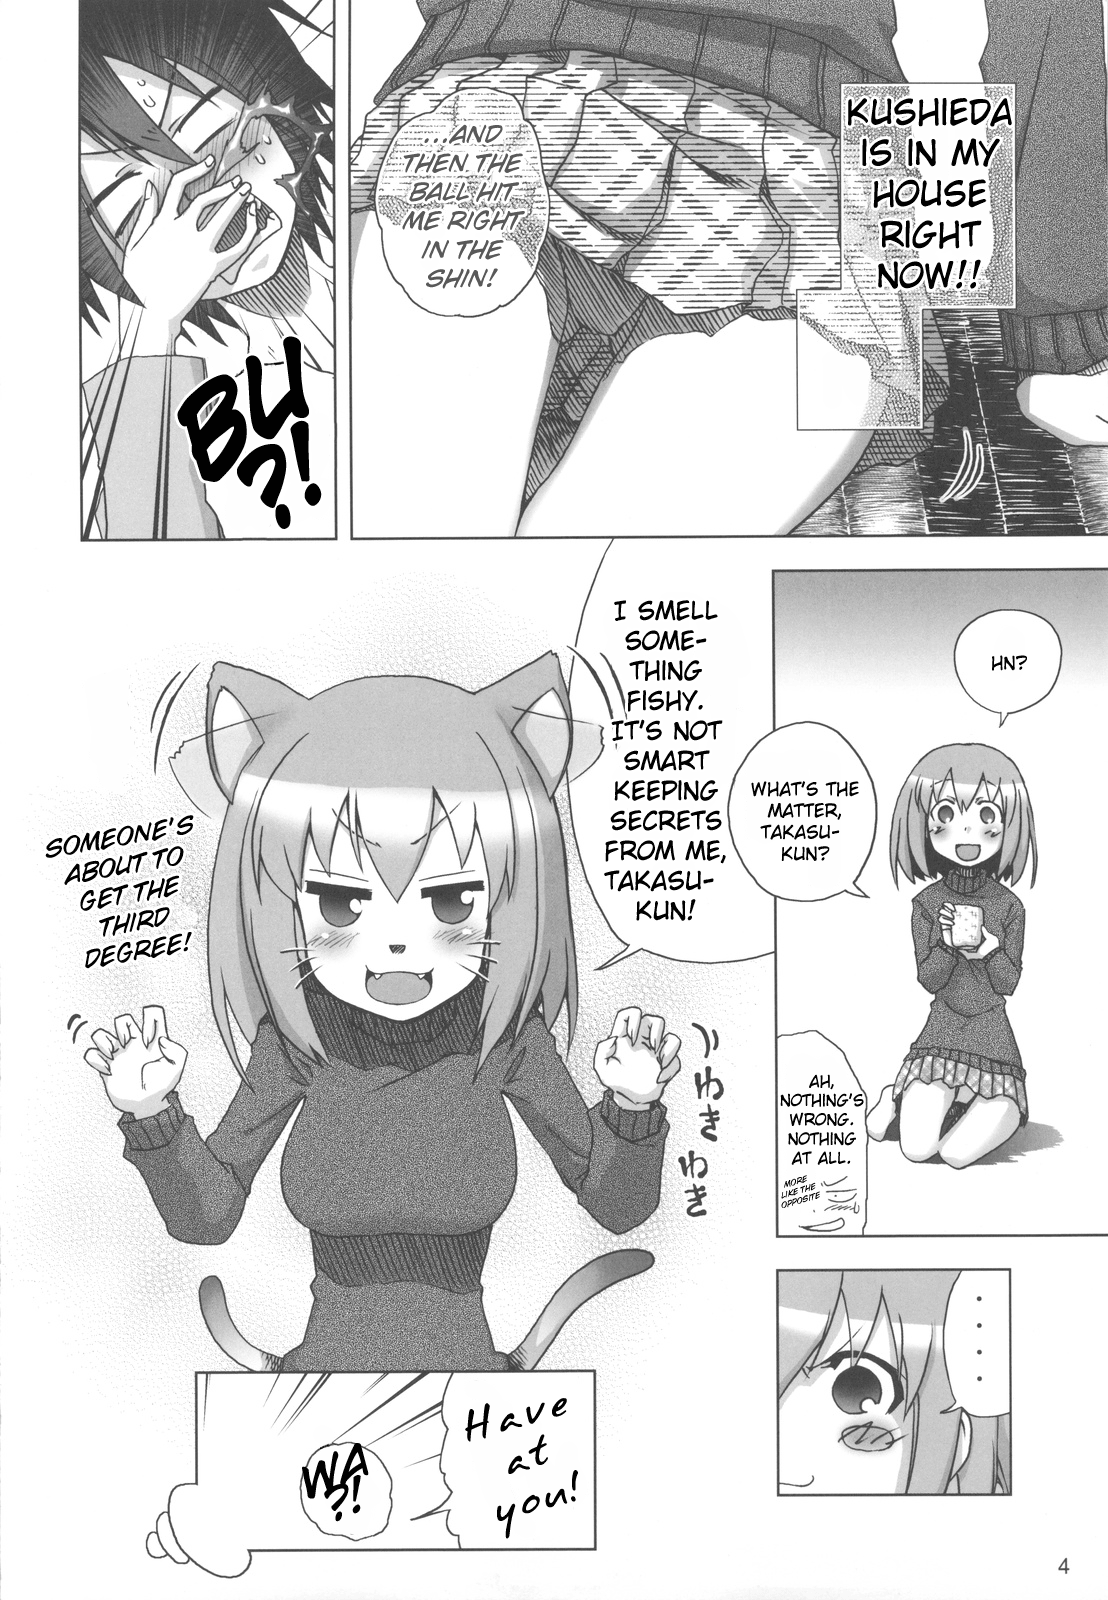 KUSHIEDA
IS IN MY
HOUSE
RIGHT
NOW!!
...AND
THEN THE
BALL HIT
ME RIGHT
IN THE
SHIN!
BU
?!
HN?
WHAT'S THE
MATTER,
TAKASU-
KUN?
AH,
NOTHING'S
WRONG.
NOTHING
AT ALL.
MORE
LIKE THE
OPPOSITE
. . . .
I SMELL
SOME-
THING
FISHY.
IT'S NOT
SMART
KEEPING
SECRETS
FROM ME,
TAKASU-
KUN!
わき
わき
SOMEONE'S
ABOUT TO
GET THE
THIRD
DEGREE!
Have
at
you!
WA
?!
4